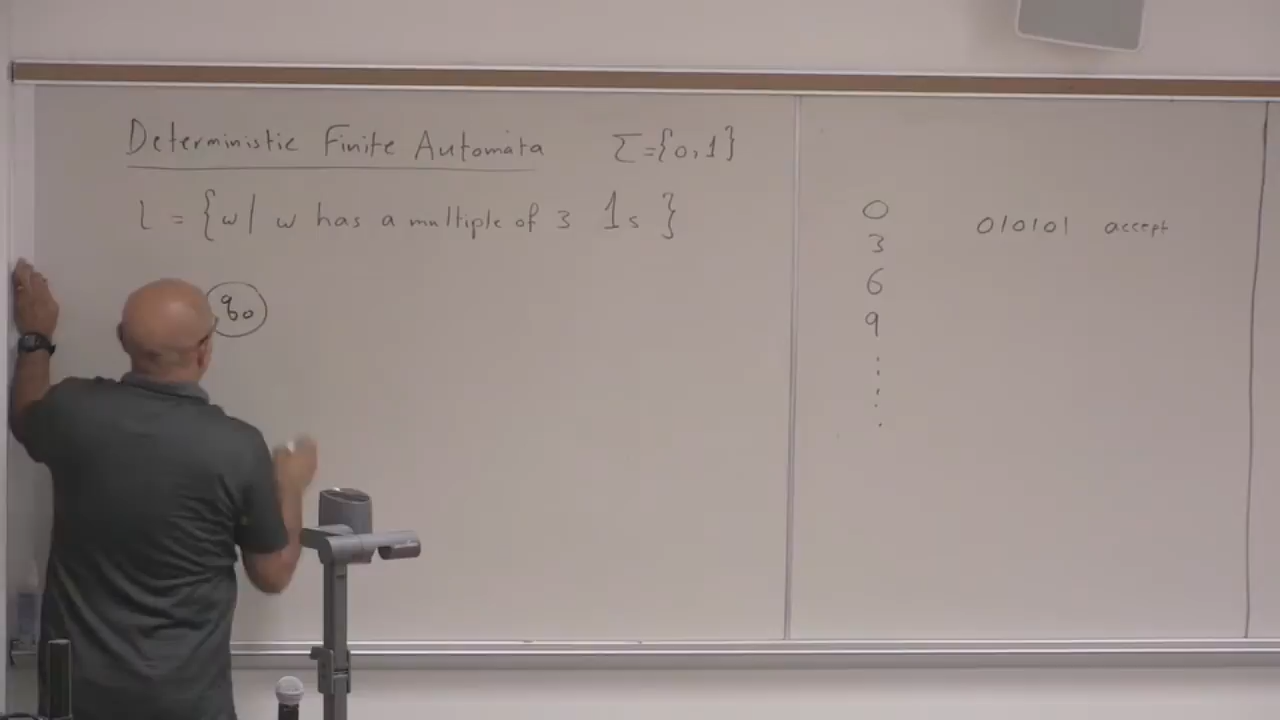 Deterministic Finite Automata Σ={0,1}
L = {w| w has a multiple of 3 1s }
q0
0
3
6
9
010101 accept